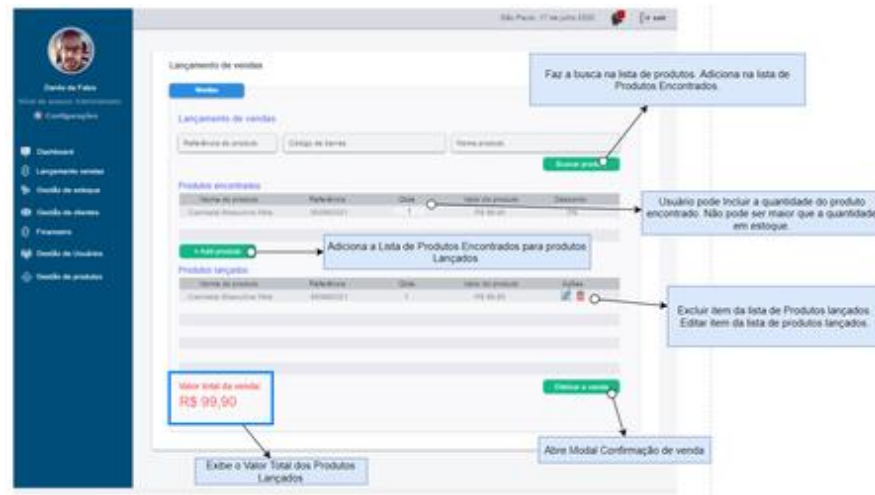 São Paulo, 17 de julho 2020
sair
Danilo de Fabio
Nível de acesso: Administrador
Configurações
Dashboard
Lançamento vendas
Gestão de estoque
Gestão de clientes
Financeiro
Gestão de Usuários
Gestão de produtos
Lançamento de vendas
Vendas
Lançamento de vendas
Referência do produto
Código de barras
Nome produto
Buscar produto
Faz a busca na lista de produtos. Adiciona na lista de
Produtos Encontrados.
Produtos encontrados
Nome do produto Referência Qtde Valor do produto Desconto
1
Usuário pode Incluir a quantidade do produto
encontrado. Não pode ser maior que a quantidade
em estoque.
+ Add produto
Adiciona a Lista de Produtos Encontrados para produtos
Lançados
Produtos lançados
Nome do produto Referência Qtde Valor do produto Ações
1
Excluir item da lista de Produtos lançados.
Editar item da lista de produtos lançados.
Valor total da venda:
R$ 99,90
Efetivar a venda
Abre Modal Confirmação de venda
Exibe o Valor Total dos Produtos
Lançados